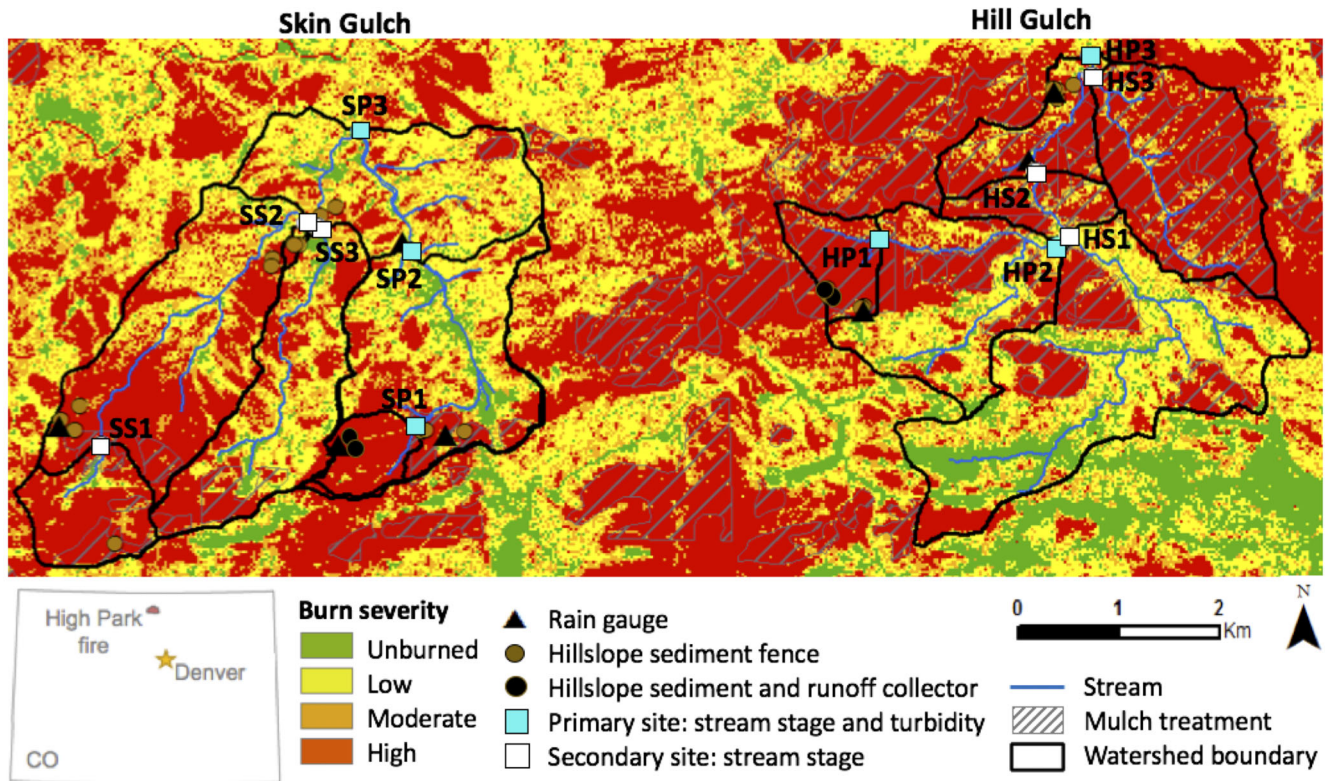 Skin Gulch
Hill Gulch
HP3
HS3
SP3
HS2
SS2
SS3
SP2
HP1
HS1
HP2
SP1
SS1
High Park
fire
Denver
CO
Burn severity
Unburned
Low
Moderate
High
Rain gauge
Hillslope sediment fence
Hillslope sediment and runoff collector
Primary site: stream stage and turbidity
Secondary site: stream stage
0 1 2
Km
N
Stream
Mulch treatment
Watershed boundary